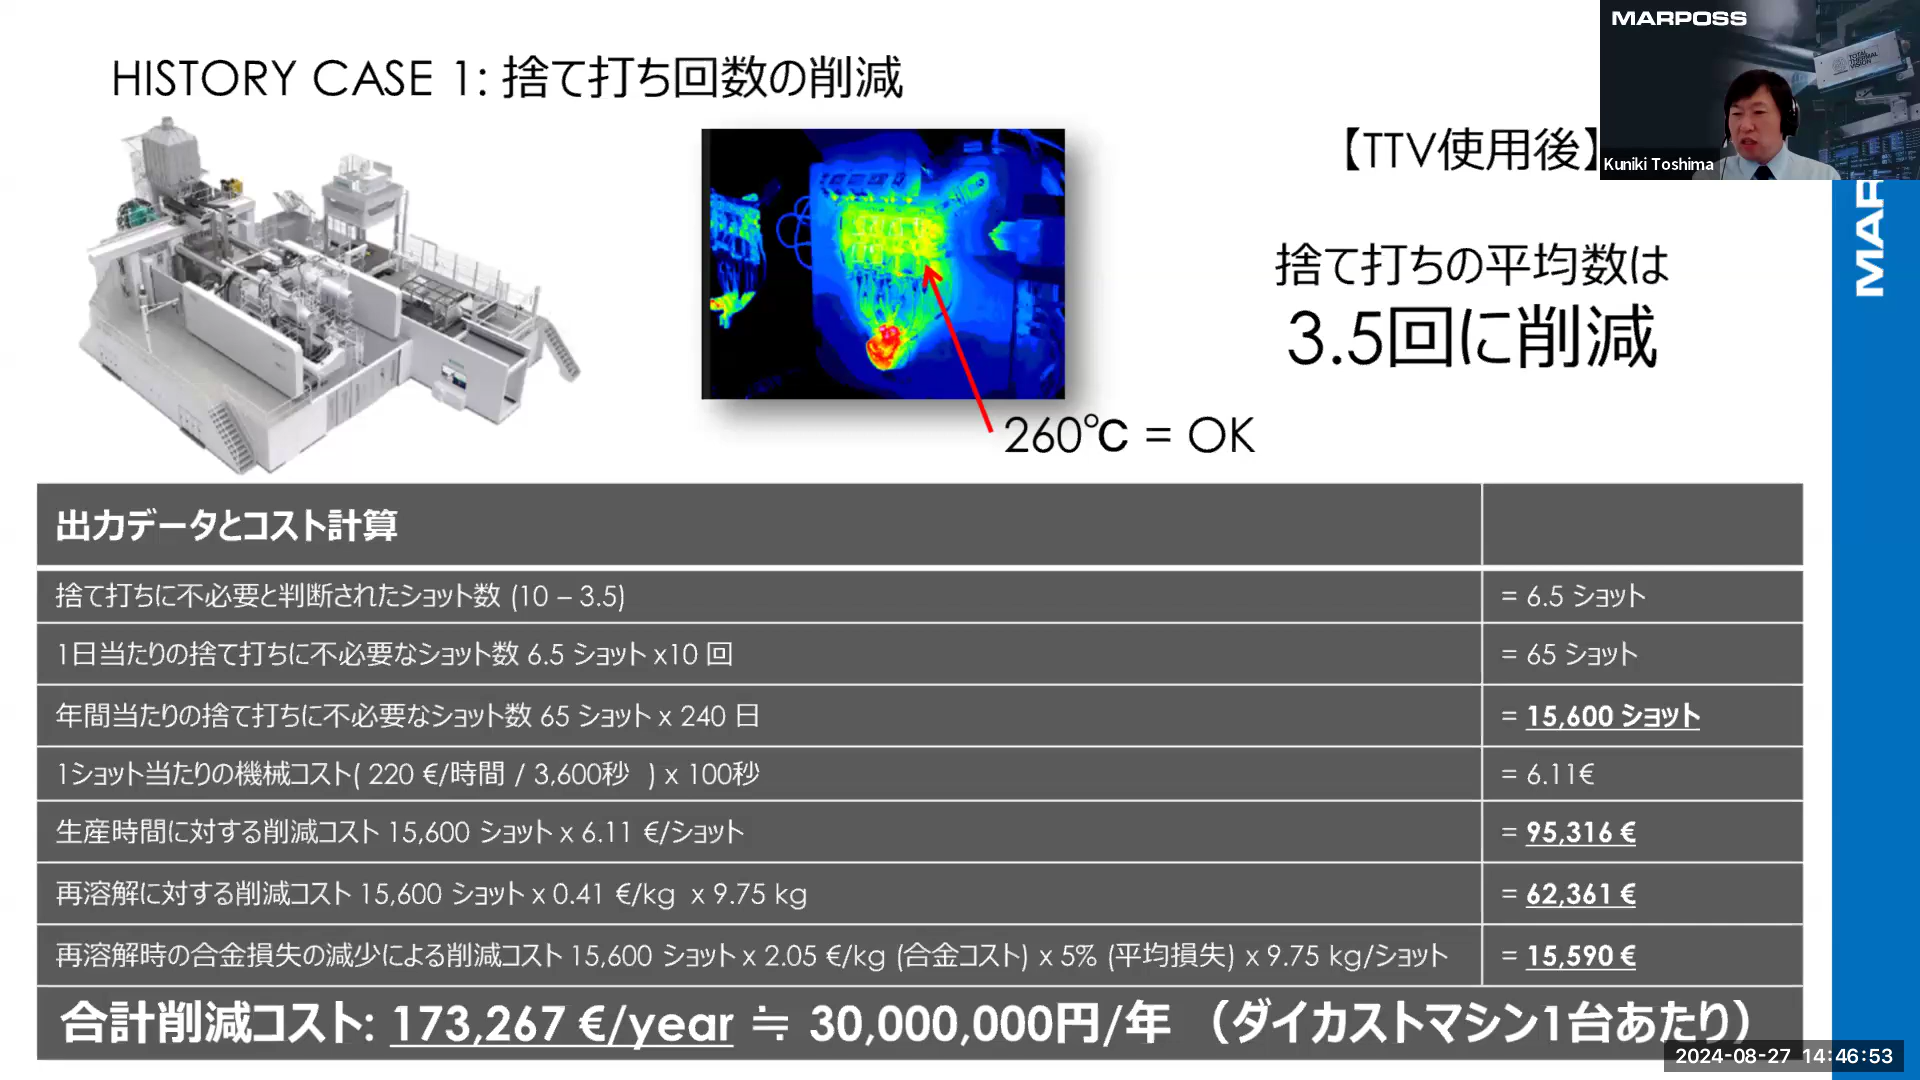 MARPOSS
TOTAL
THERMAL
VISION
Kuniki Toshima
HISTORY CASE 1: 捨て打ち回数の削減
【TTV使用後】
捨て打ちの平均数は
3.5回に削減
260℃ = OK
MAR
出力データとコスト計算
捨て打ちに不必要と判断されたショット数 (10 – 3.5) = 6.5 ショット
1日当たりの捨て打ちに不必要なショット数 6.5 ショット x10 回 = 65 ショット
年間当たりの捨て打ちに不必要なショット数 65 ショット x 240 日 = 15,600 ショット
1ショット当たりの機械コスト( 220 €/時間 / 3,600秒 ) x 100秒 = 6.11€
生産時間に対する削減コスト 15,600 ショット x 6.11 €/ショット = 95,316 €
再溶解に対する削減コスト 15,600 ショット x 0.41 €/kg x 9.75 kg = 62,361 €
再溶解時の合金損失の減少による削減コスト 15,600 ショット x 2.05 €/kg (合金コスト) x 5% (平均損失) x 9.75 kg/ショット = 15,590 €
合計削減コスト: 173,267 €/year ≒ 30,000,000円/年 （ダイカストマシン1台あたり）
2024-08-27 14:46:53